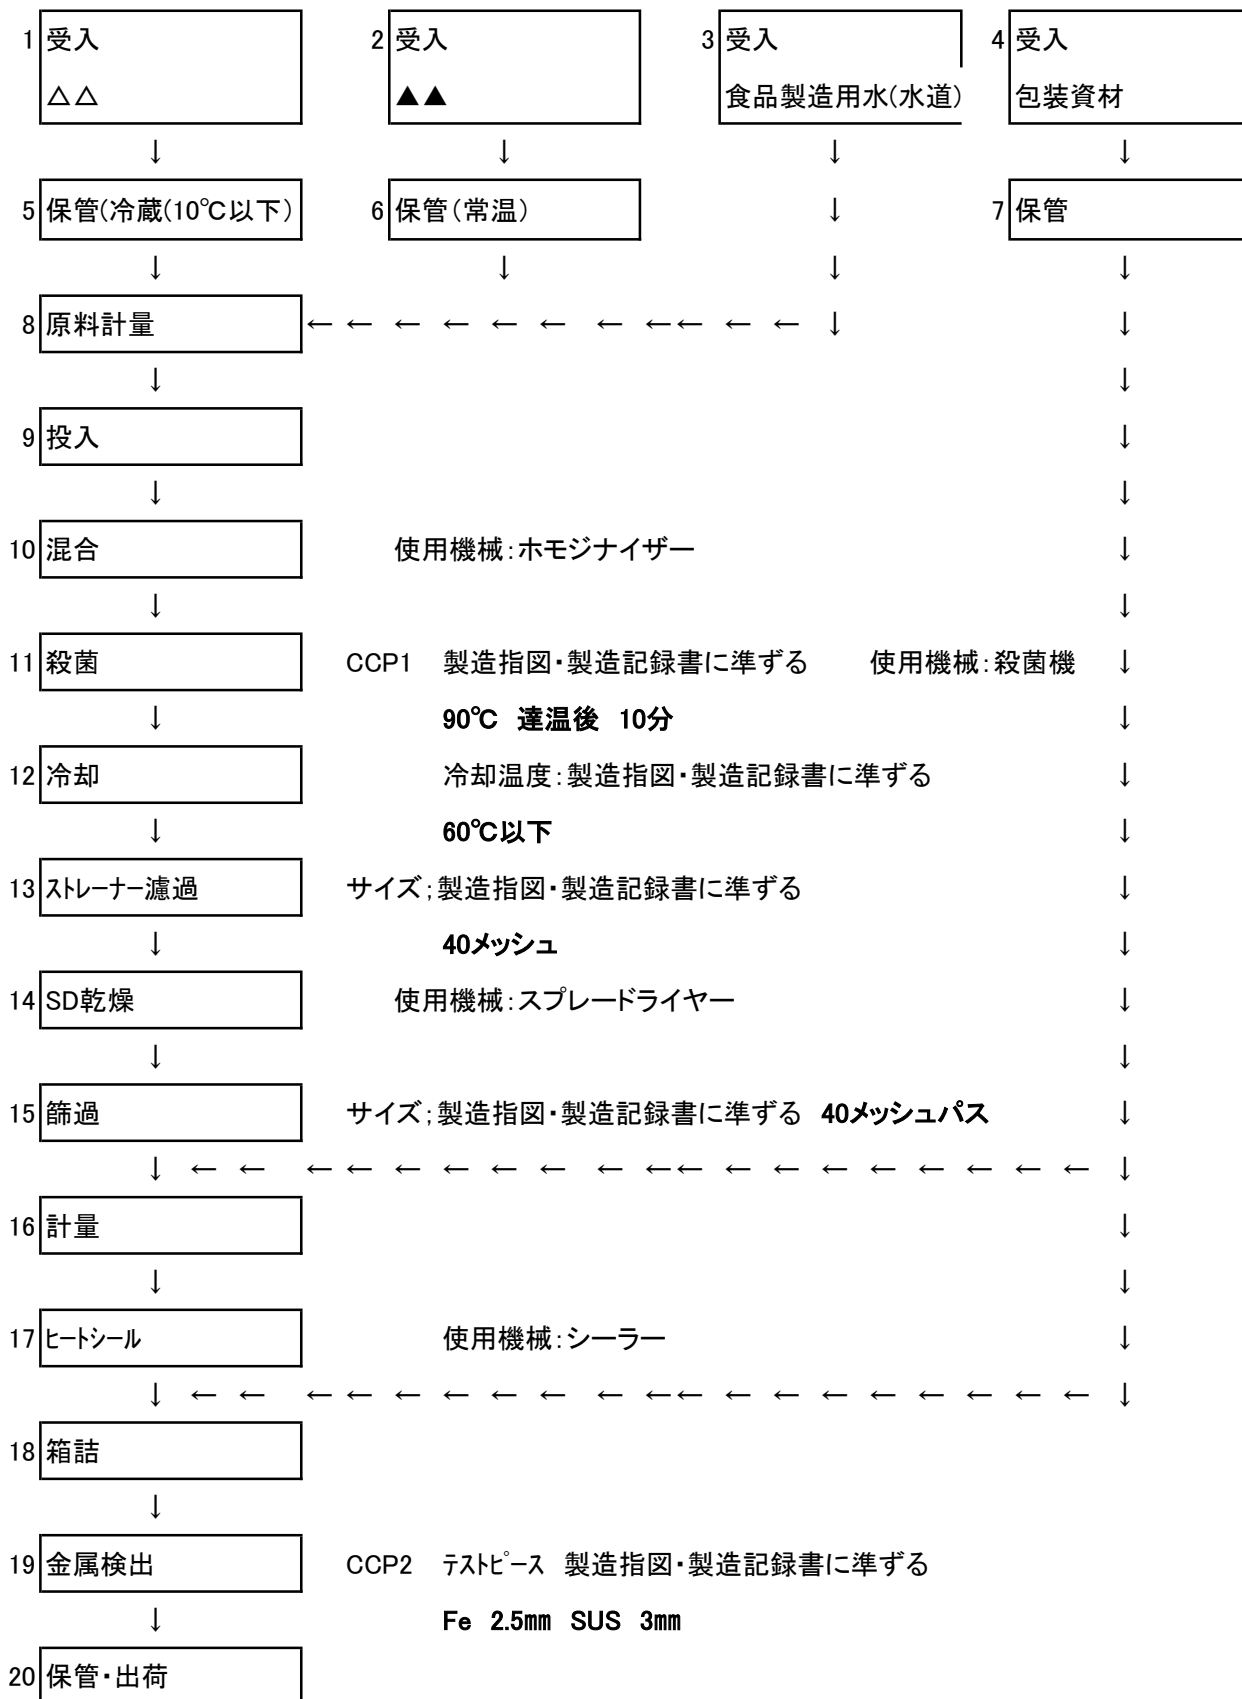 1 受入 2 受入 3 受入 4 受入
△△ ▲▲ 食品製造用水(水道) 包装資材
↓ ↓ ↓ ↓
5 保管(冷蔵(10℃以下) 6 保管(常温) ↓ 7 保管
↓ ↓ ↓ ↓
8 原料計量 ← ← ← ← ← ← ← ←← ← ← ↓ ↓
↓ ↓
9 投入 ↓
↓ ↓
10 混合 使用機械:ホモジナイザー ↓
↓ ↓
11 殺菌 CCP1 製造指図・製造記録書に準ずる 使用機械:殺菌機 ↓
↓ 90℃ 達温後 10分 ↓
12 冷却 冷却温度:製造指図・製造記録書に準ずる ↓
↓ 60℃以下 ↓
13 ストレーナー濾過 サイズ;製造指図・製造記録書に準ずる ↓
↓ 40メッシュ ↓
14 SD乾燥 使用機械:スプレードライヤー ↓
↓ ↓
15 篩過 サイズ;製造指図・製造記録書に準ずる 40メッシュパス ↓
↓ ← ← ← ← ← ← ← ← ← ←← ← ← ← ← ← ← ← ← ↓
16 計量 ↓
↓ ↓
17 ヒートシール 使用機械:シーラー ↓
↓ ← ← ← ← ← ← ← ← ← ←← ← ← ← ← ← ← ← ← ↓
18 箱詰
↓
19 金属検出 CCP2 テストピース 製造指図・製造記録書に準ずる
↓ Fe 2.5㎜ SUS 3㎜
20 保管・出荷